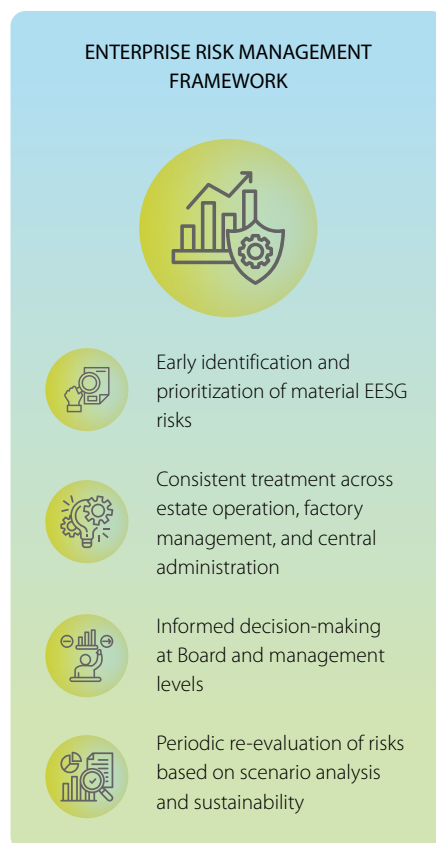 ENTERPRISE RISK MANAGEMENT
FRAMEWORK
Early identification and
prioritization of material EESG
risks
Consistent treatment across
estate operation, factory
management, and central
administration
Informed decision-making
at Board and management
levels
Periodic re-evaluation of risks
based on scenario analysis
and sustainability